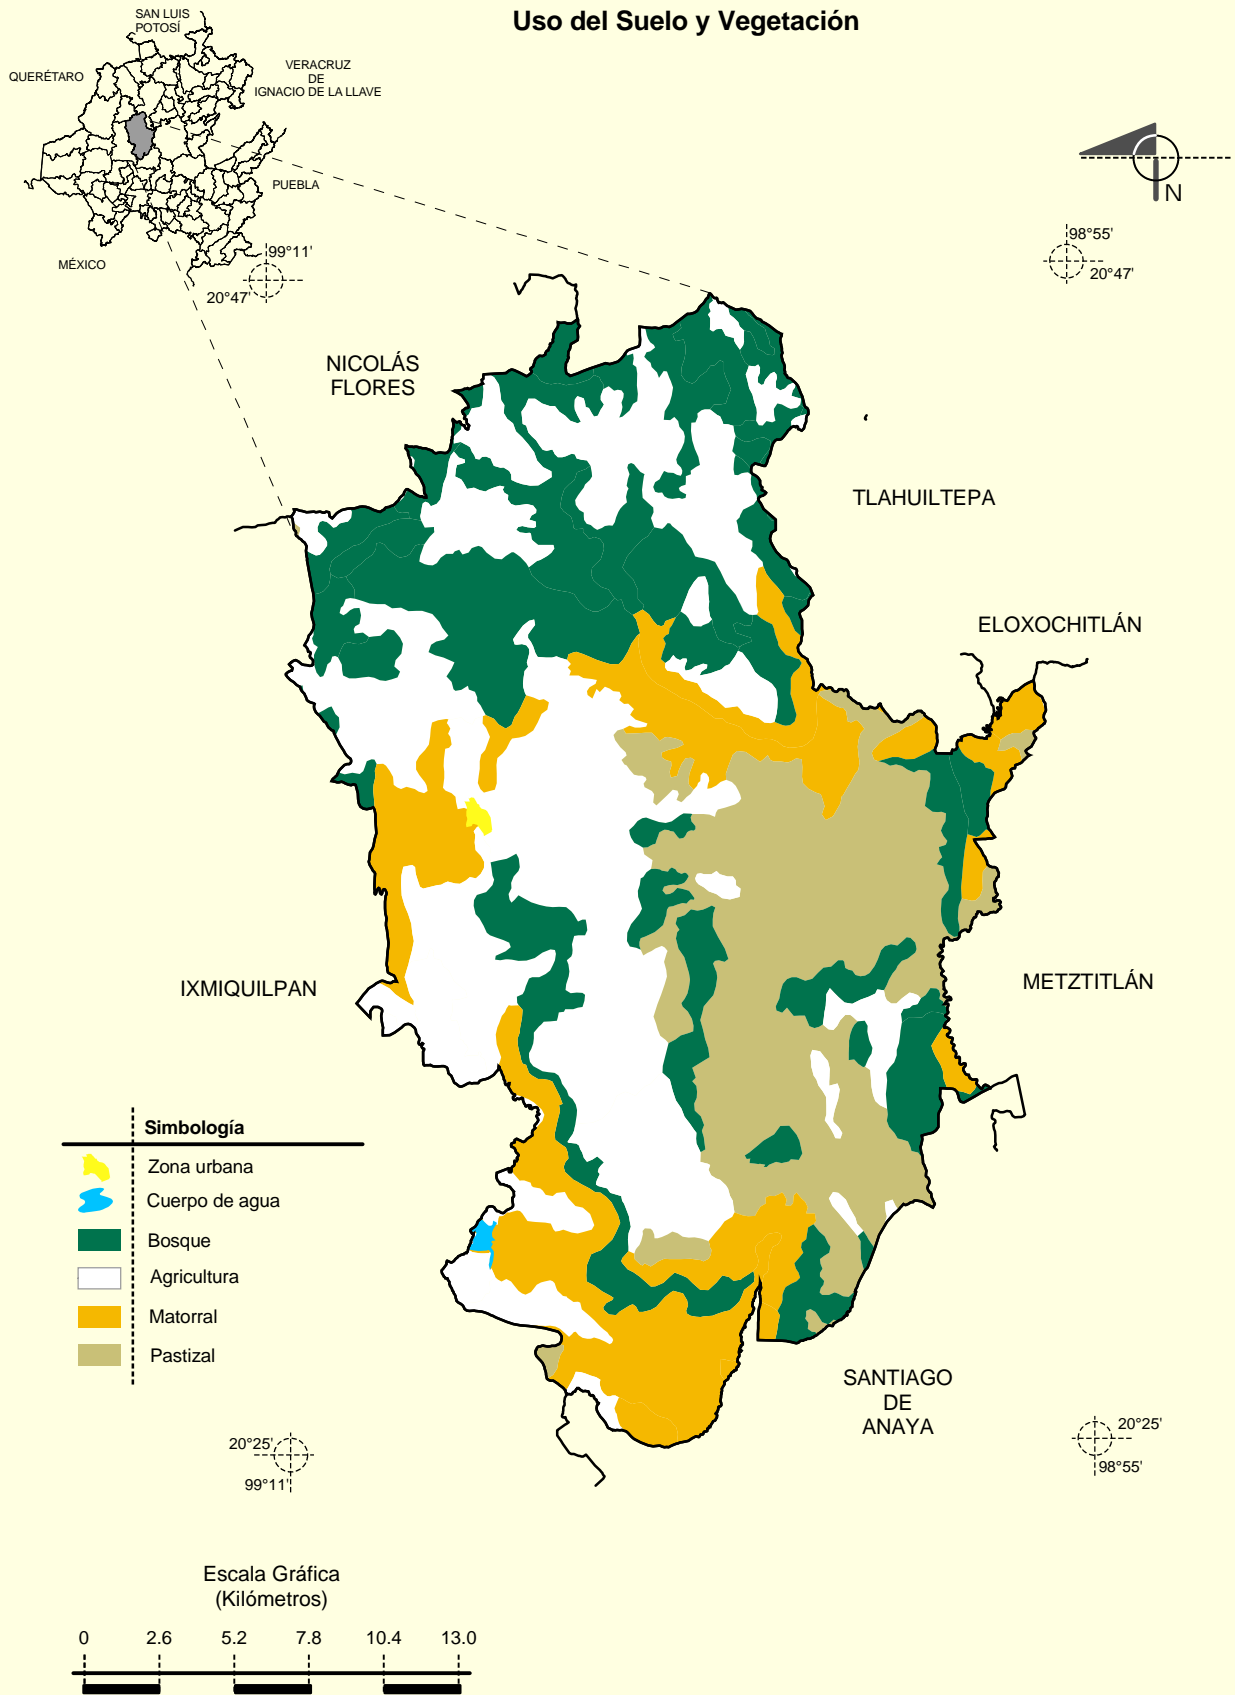 Uso del Suelo y Vegetación
SAN LUIS
POTOSÍ
QUERÉTARO
VERACRUZ
DE
IGNACIO DE LA LLAVE
PUEBLA
MÉXICO
N
99°11'
20°47'
98°55'
20°47'
NICOLÁS
FLORES
TLAHUILTEPA
ELOXOCHITLÁN
IXMIQUILPAN
METZTITLÁN
Simbología
Zona urbana
Cuerpo de agua
Bosque
Agricultura
Matorral
Pastizal
SANTIAGO
DE
ANAYA
20°25'
99°11'
20°25'
98°55'
Escala Gráfica
(Kilómetros)
0 2.6 5.2 7.8 10.4 13.0